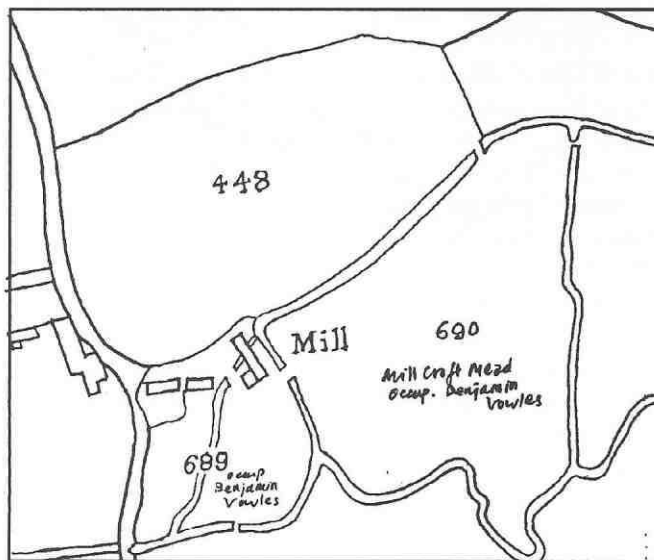 448
Mill
690
Mill Croft Mead
occup. Benjamin
Vowles
689
occup
Benjamin
Vowles